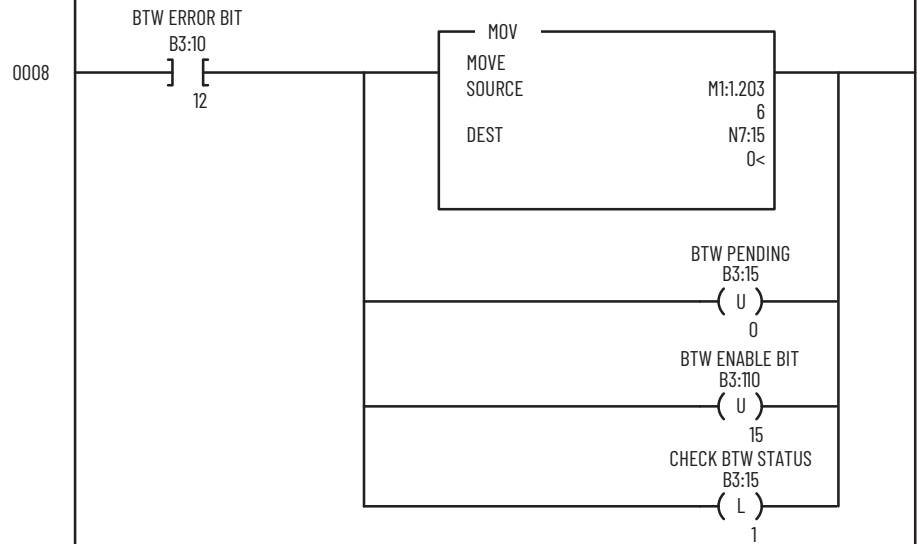 BTW ERROR BIT
B3:10
0008
12
MOV
MOVE
SOURCE M1:1.203
6
DEST N7:15
0<
BTW PENDING
B3:15
U
0
BTW ENABLE BIT
B3:110
U
15
CHECK BTW STATUS
B3:15
L
1